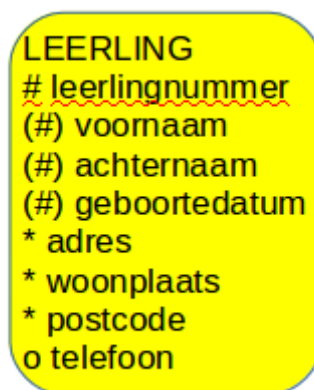 LEERLING
# leerlingnummer
(#) voornaam
(#) achternaam
(#) geboortedatum
* adres
* woonplaats
* postcode
o telefoon